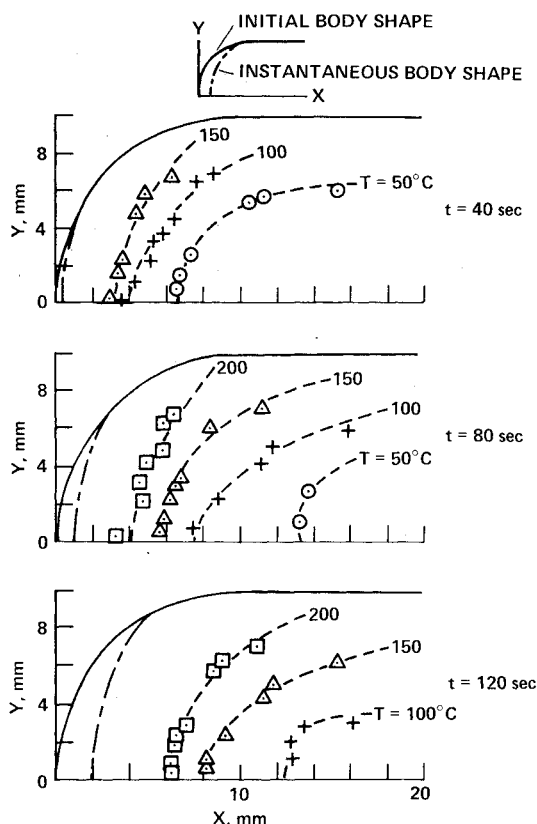 Y
INITIAL BODY SHAPE
INSTANTANEOUS BODY SHAPE
X
Y, mm
8
4
0
150
100
T = 50°C
t = 40 sec
Y, mm
8
4
0
200
150
100
T = 50°C
t = 80 sec
Y, mm
8
4
0
200
150
T = 100°C
t = 120 sec
0
10
20
X, mm